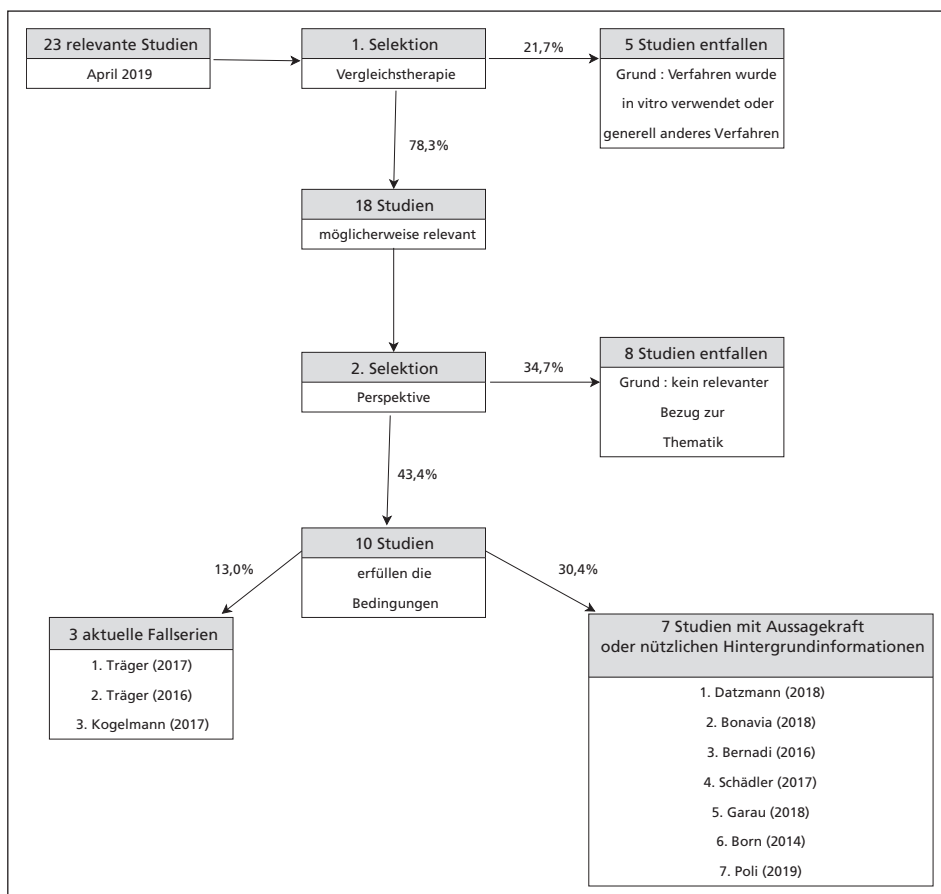 23 relevante Studien
April 2019
1. Selektion
Vergleichstherapie
21,7%
5 Studien entfallen
Grund : Verfahren wurde
in vitro verwendet oder
generell anderes Verfahren
78,3%
18 Studien
möglicherweise relevant
2. Selektion
Perspektive
34,7%
8 Studien entfallen
Grund : kein relevanter
Bezug zur
Thematik
43,4%
10 Studien
erfüllen die
Bedingungen
13,0%
30,4%
3 aktuelle Fallserien
1. Träger (2017)
2. Träger (2016)
3. Kogelmann (2017)
7 Studien mit Aussagekraft
oder nützlichen Hintergrundinformationen
1. Datzmann (2018)
2. Bonavia (2018)
3. Bernadi (2016)
4. Schädler (2017)
5. Garau (2018)
6. Born (2014)
7. Poli (2019)